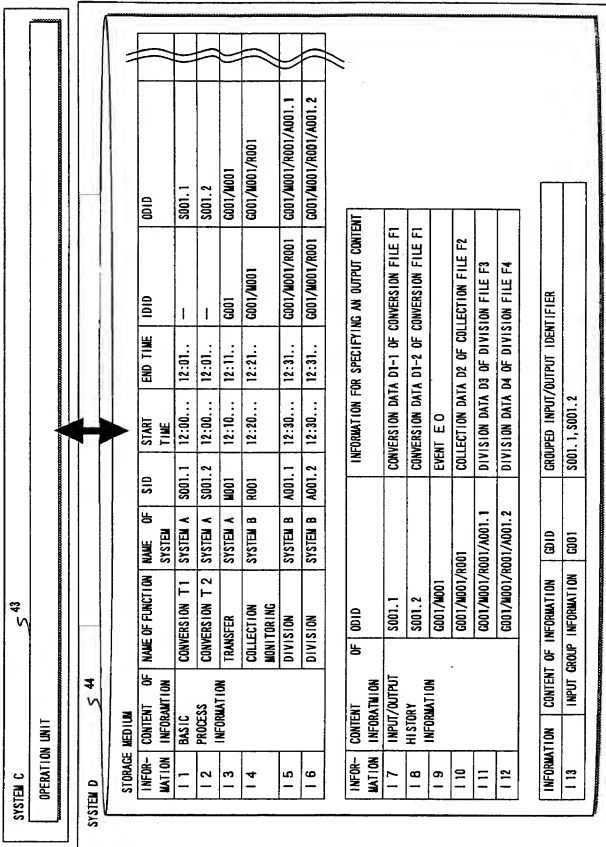 SYSTEM C
43
OPERATION UNIT
SYSTEM D
44
STORAGE MEDIUM
INFOR-MATION CONTENT OF INFORAMTION NAME OF FUNCTION NAME OF SYSTEM SID START TIME END TIME IDID ODID
I 1 BASIC PROCESS INFORMATION CONVERSION T1 SYSTEM A S001.1 12:00... 12:01.. — S001.1
I 2 CONVERSION T2 SYSTEM A S001.2 12:00... 12:01.. — S001.2
I 3 TRANSFER SYSTEM A M001 12:10... 12:11.. G001 G001/M001
I 4 COLLECTION MONITORING SYSTEM B R001 12:20... 12:21.. G001/M001 G001/M001/R001
I 5 DIVISION SYSTEM B A001.1 12:30... 12:31.. G001/M001/R001 G001/M001/R001/A001.1
I 6 DIVISION SYSTEM B A001.2 12:30... 12:31.. G001/M001/R001 G001/M001/R001/A001.2
INFOR-MATION CONTENT OF INFORATMION ODID INFORMATION FOR SPECIFYING AN OUTPUT CONTENT
I 7 INPUT/OUTPUT HISTORY INFORMATION S001.1 CONVERSION DATA D1-1 OF CONVERSION FILE F1
I 8 S001.2 CONVERSION DATA D1-2 OF CONVERSION FILE F1
I 9 G001/M001 EVENT E0
I 10 G001/M001/R001 COLLECTION DATA D2 OF COLLECTION FILE F2
I 11 G001/M001/R001/A001.1 DIVISION DATA D3 OF DIVISION FILE F3
I 12 G001/M001/R001/A001.2 DIVISION DATA D4 OF DIVISION FILE F4
INFORMATION CONTENT OF INFORMATION GDID GROUPED INPUT/OUTPUT IDENTIFIER
I 13 INPUT GROUP INFORMATION G001 S001.1, S001.2